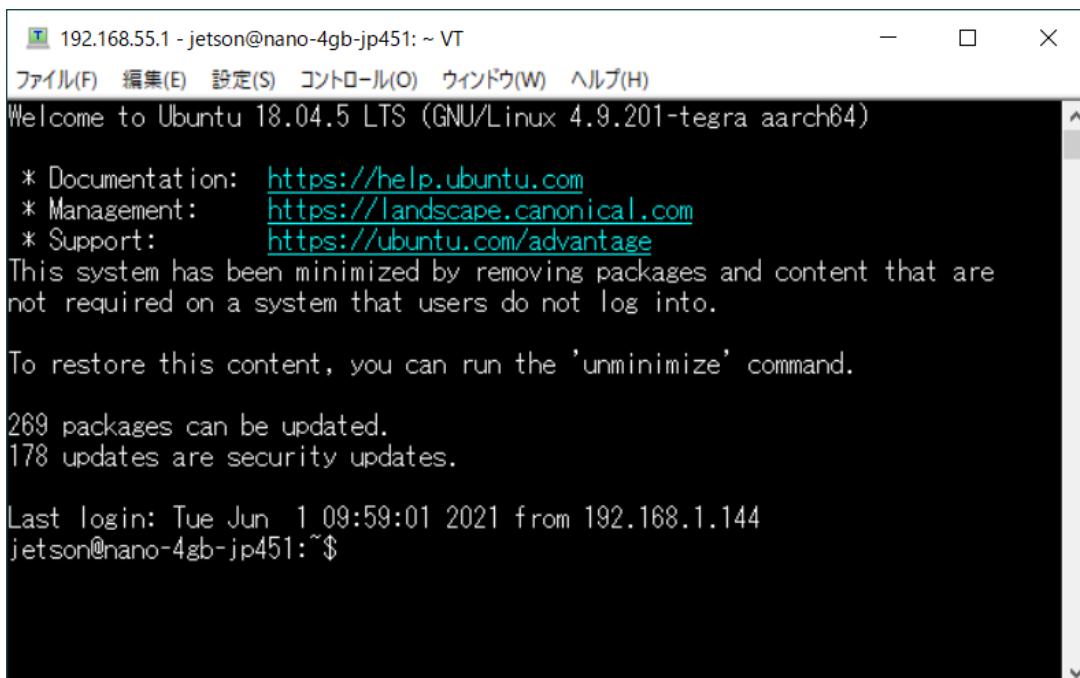 192.168.55.1 - jetson@nano-4gb-jp451: ~ VT
ファイル(F) 編集(E) 設定(S) コントロール(O) ウィンドウ(W) ヘルプ(H)
Welcome to Ubuntu 18.04.5 LTS (GNU/Linux 4.9.201-tegra aarch64)
* Documentation: https://help.ubuntu.com
* Management: https://landscape.canonical.com
* Support: https://ubuntu.com/advantage
This system has been minimized by removing packages and content that are
not required on a system that users do not log into.
To restore this content, you can run the 'unminimize' command.
269 packages can be updated.
178 updates are security updates.
Last login: Tue Jun 1 09:59:01 2021 from 192.168.1.144
jetson@nano-4gb-jp451:~$